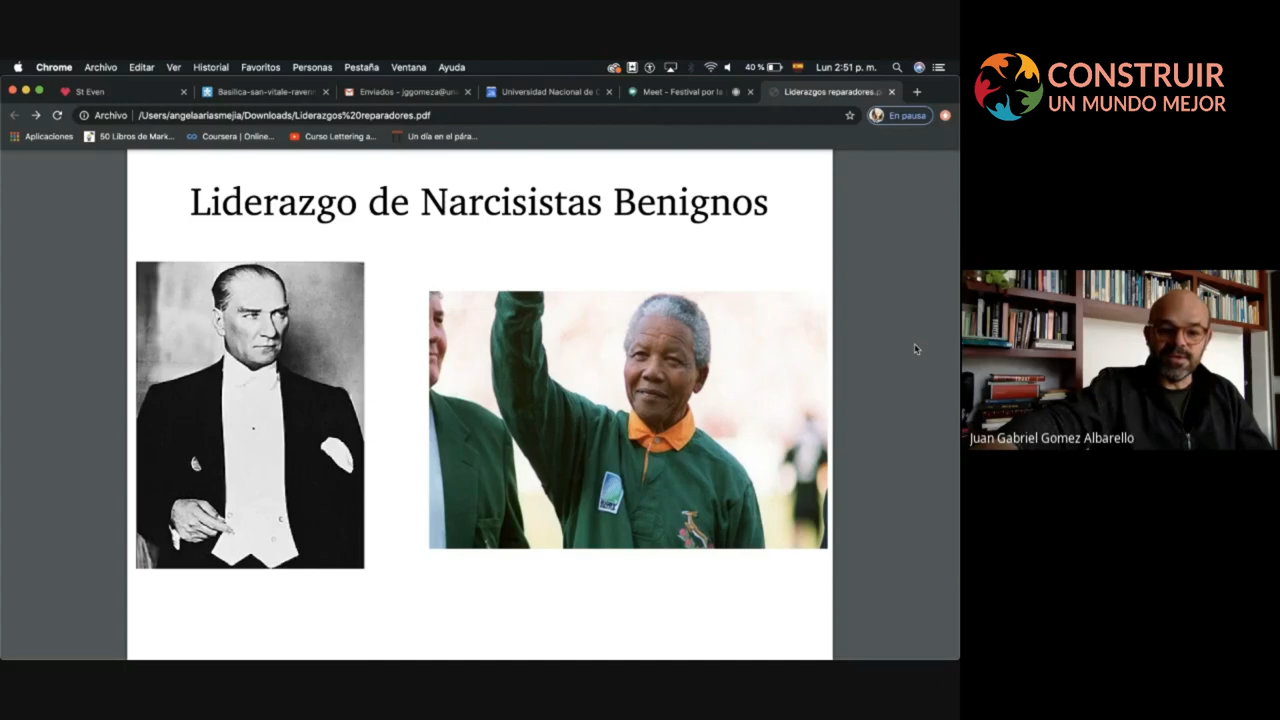 Chrome Archivo Editar Ver Historial Favoritos Personas Pestaña Ventana Ayuda 40 % Lun 2:51 p. m.
St Even Basilica-san-vitale-raven Enviados - jggomeza@un Universidad Nacional de C Meet - Festival por la Liderazgos reparadores.p
Archivo /Users/angelaariasmejia/Downloads/Liderazgos%20reparadores.pdf En pausa
Aplicaciones 50 Libros de Mark... Coursera | Online... Curso Lettering a... Un día en el pára...
Liderazgo de Narcisistas Benignos
CONSTRUIR
UN MUNDO MEJOR
Juan Gabriel Gomez Albarello